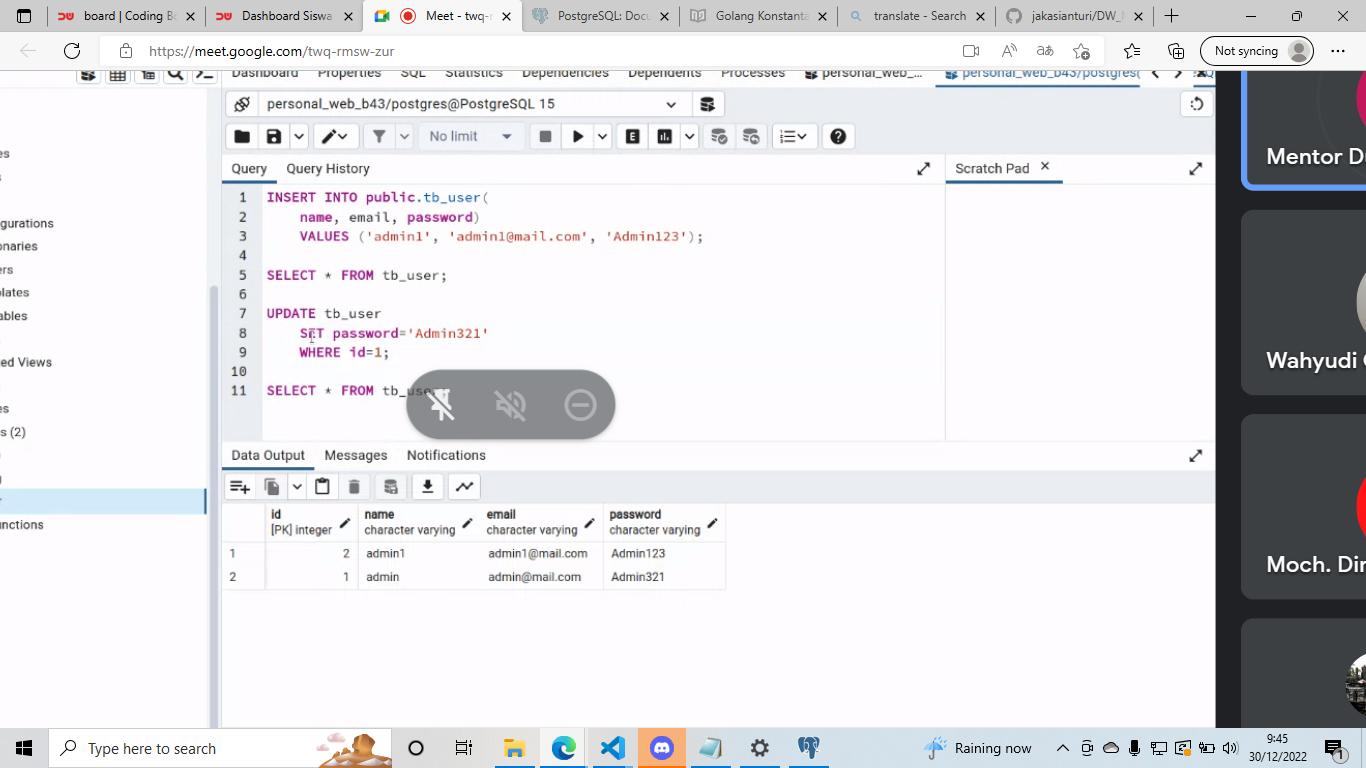 board | Coding Bo
Dashboard Siswa
Meet - twq-r
PostgreSQL: Docu
Golang Konstanta
translate - Search
jakasianturi/DW_
https://meet.google.com/twq-rmsw-zur
Not syncing
Dashboard Properties SQL Statistics Dependencies Dependents Processes personal_web_... personal_web_b43/postgres(
personal_web_b43/postgres@PostgreSQL 15
No limit
E
Query Query History
Scratch Pad
1 INSERT INTO public.tb_user(
2 name, email, password)
3 VALUES ('admin1', 'admin1@mail.com', 'Admin123');
4
5 SELECT * FROM tb_user;
6
7 UPDATE tb_user
8 SET password='Admin321'
9 WHERE id=1;
10
11 SELECT * FROM tb_user
es
gurations
onaries
ers
plates
ables
ed Views
es
s (2)
unctions
Data Output Messages Notifications
id name email password
[PK] integer character varying character varying character varying
1 2 admin1 admin1@mail.com Admin123
2 1 admin admin@mail.com Admin321
Mentor D
Wahyudi
Moch. Dir
Type here to search
Raining now
9:45
30/12/2022
1